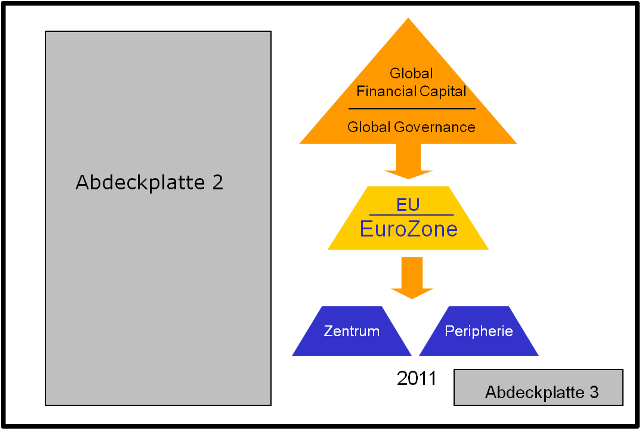 Abdeckplatte 2
Global
Financial Capital
Global Governance
EU
EuroZone
Zentrum
Peripherie
2011
Abdeckplatte 3